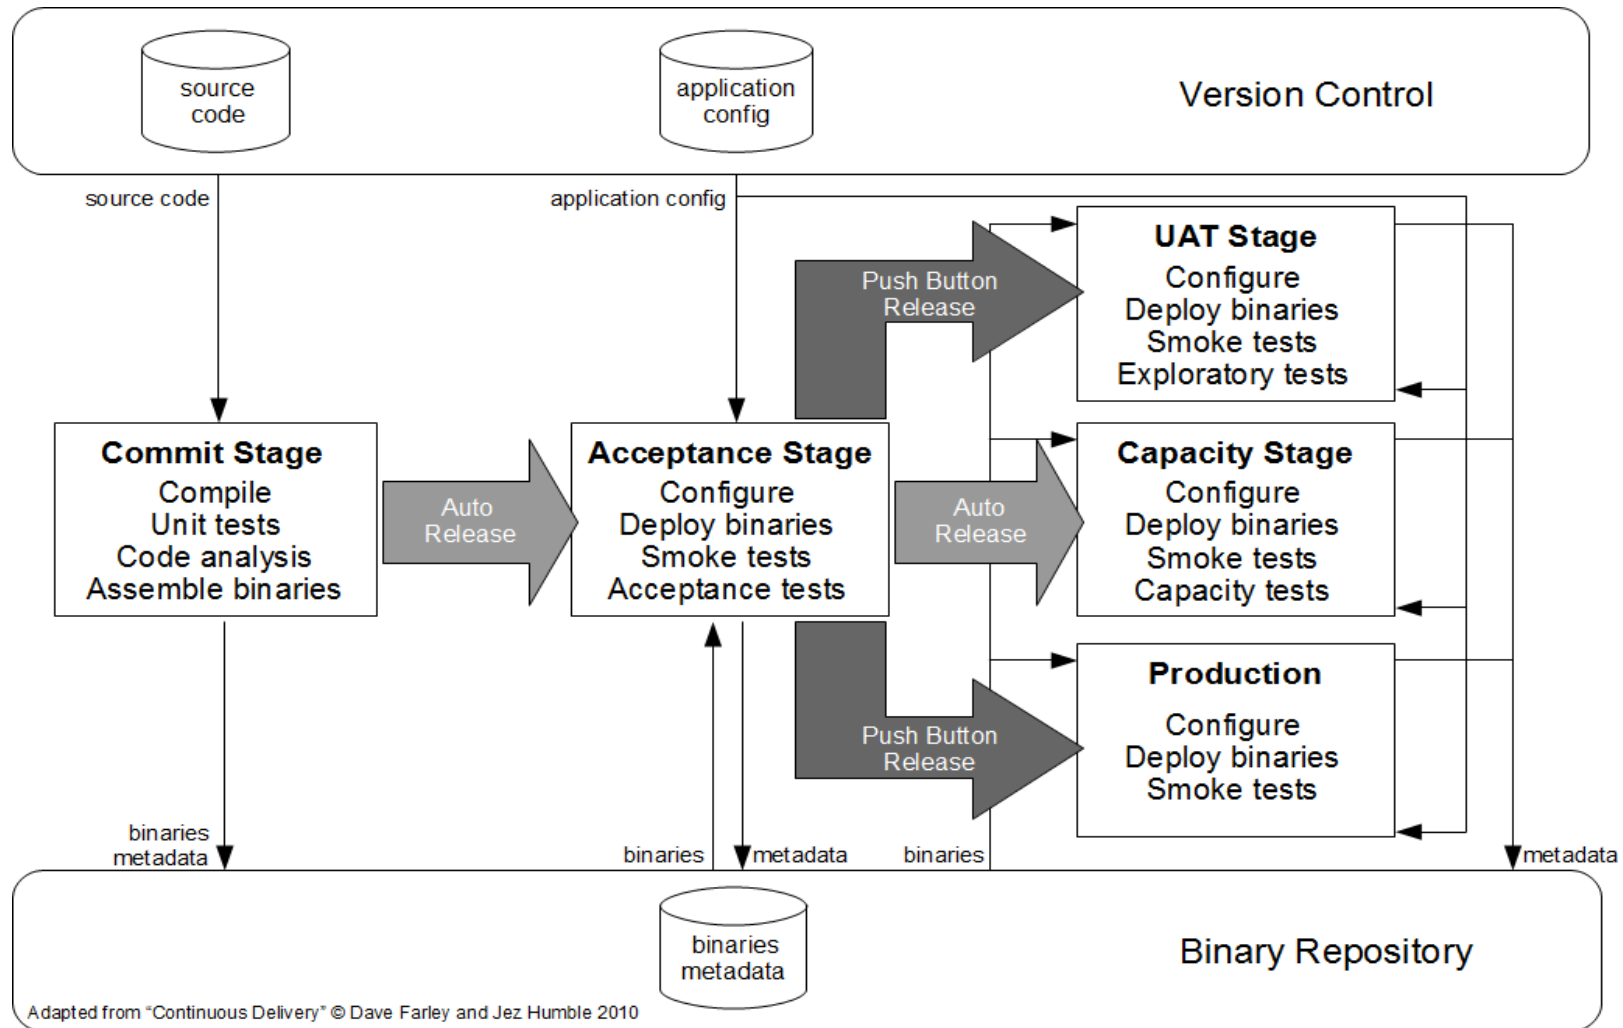 source
code
application
config
Version Control
source code
application config
UAT Stage
Configure
Deploy binaries
Smoke tests
Exploratory tests
Push Button
Release
Commit Stage
Compile
Unit tests
Code analysis
Assemble binaries
Auto
Release
Acceptance Stage
Configure
Deploy binaries
Smoke tests
Acceptance tests
Auto
Release
Capacity Stage
Configure
Deploy binaries
Smoke tests
Capacity tests
Push Button
Release
Production
Configure
Deploy binaries
Smoke tests
binaries
metadata
binaries
metadata
binaries
metadata
binaries
metadata
Binary Repository
Adapted from “Continuous Delivery” © Dave Farley and Jez Humble 2010